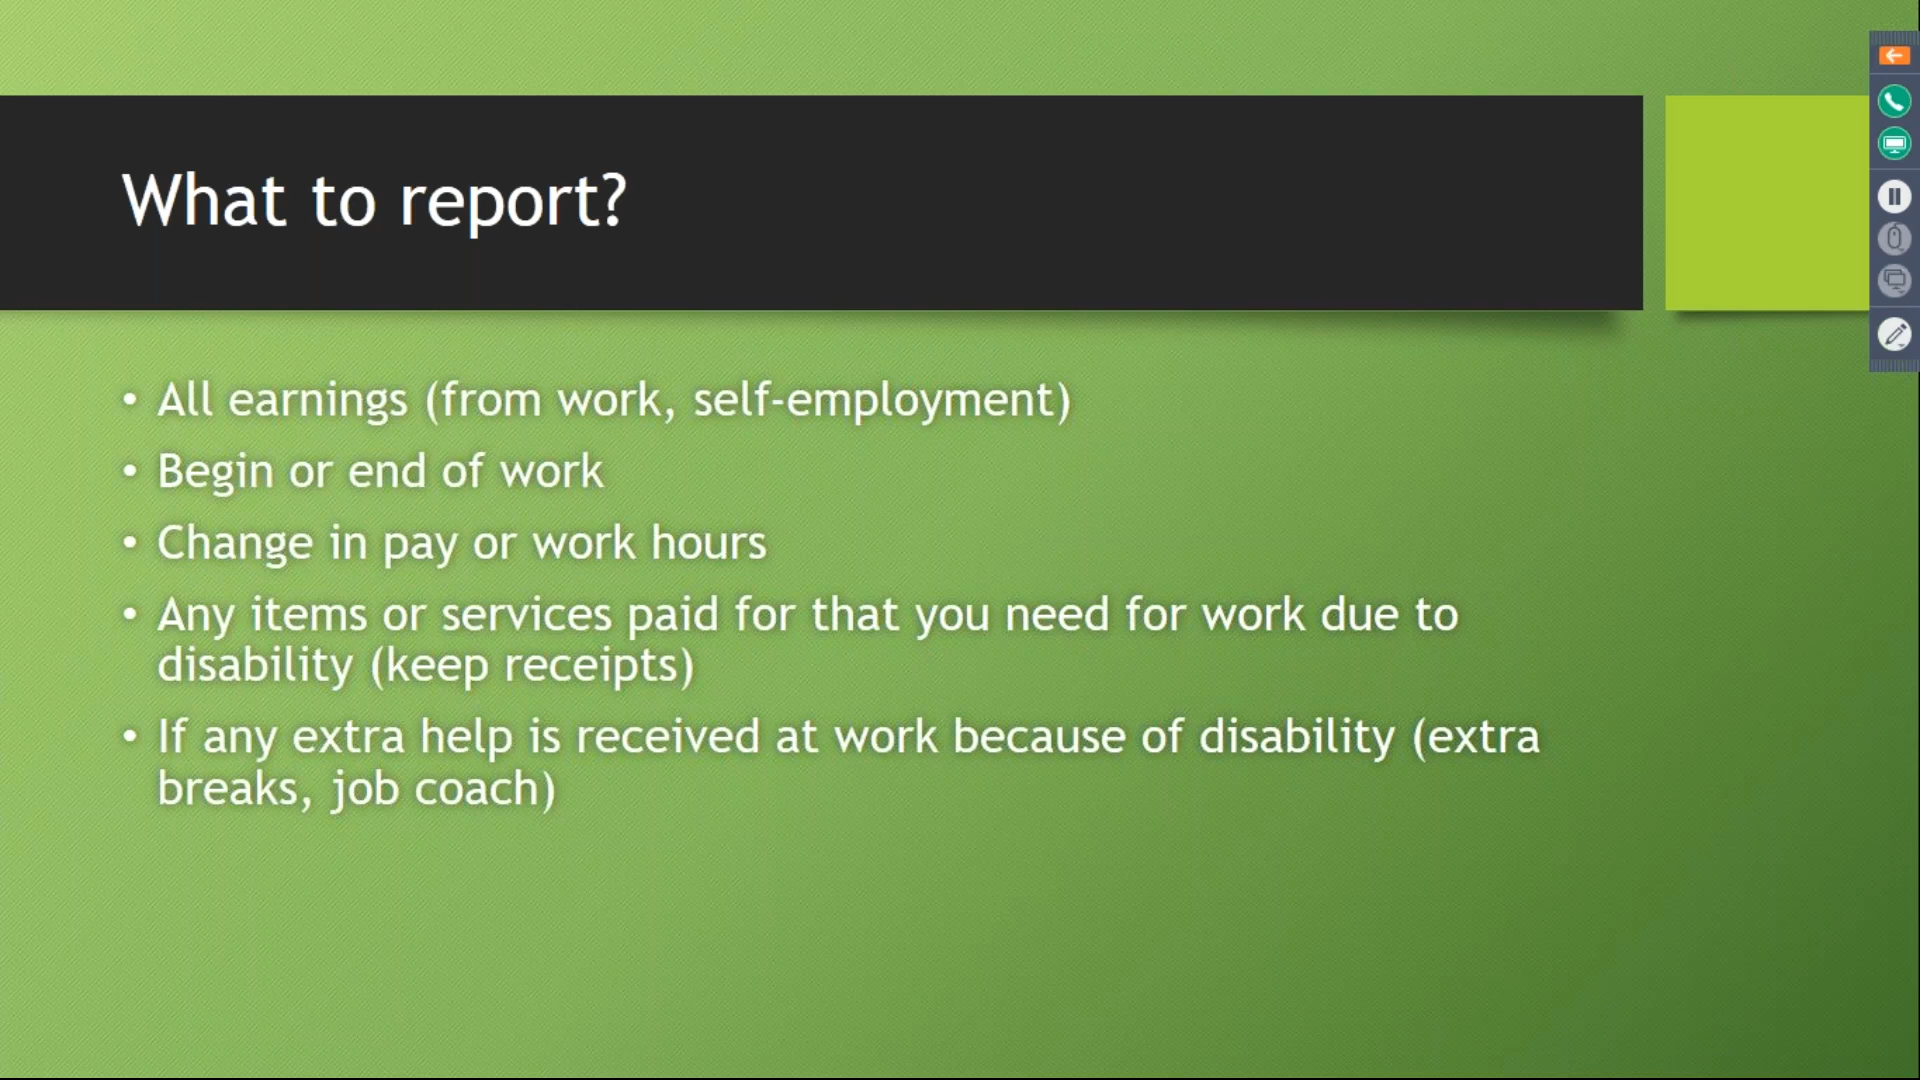 What to report?
• All earnings (from work, self-employment)
• Begin or end of work
• Change in pay or work hours
• Any items or services paid for that you need for work due to
disability (keep receipts)
• If any extra help is received at work because of disability (extra
breaks, job coach)